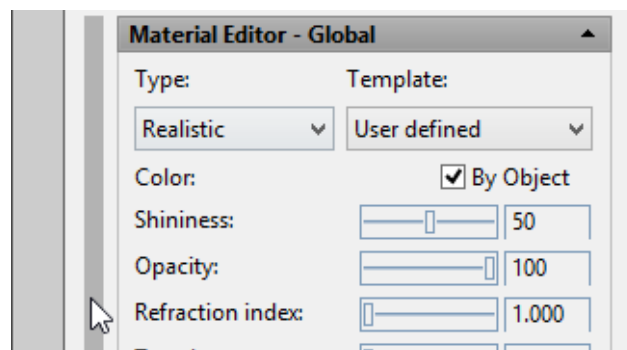 Material Editor - Global
Type: Template:
Realistic User defined
Color: By Object
Shininess: 50
Opacity: 100
Refraction index: 1.000